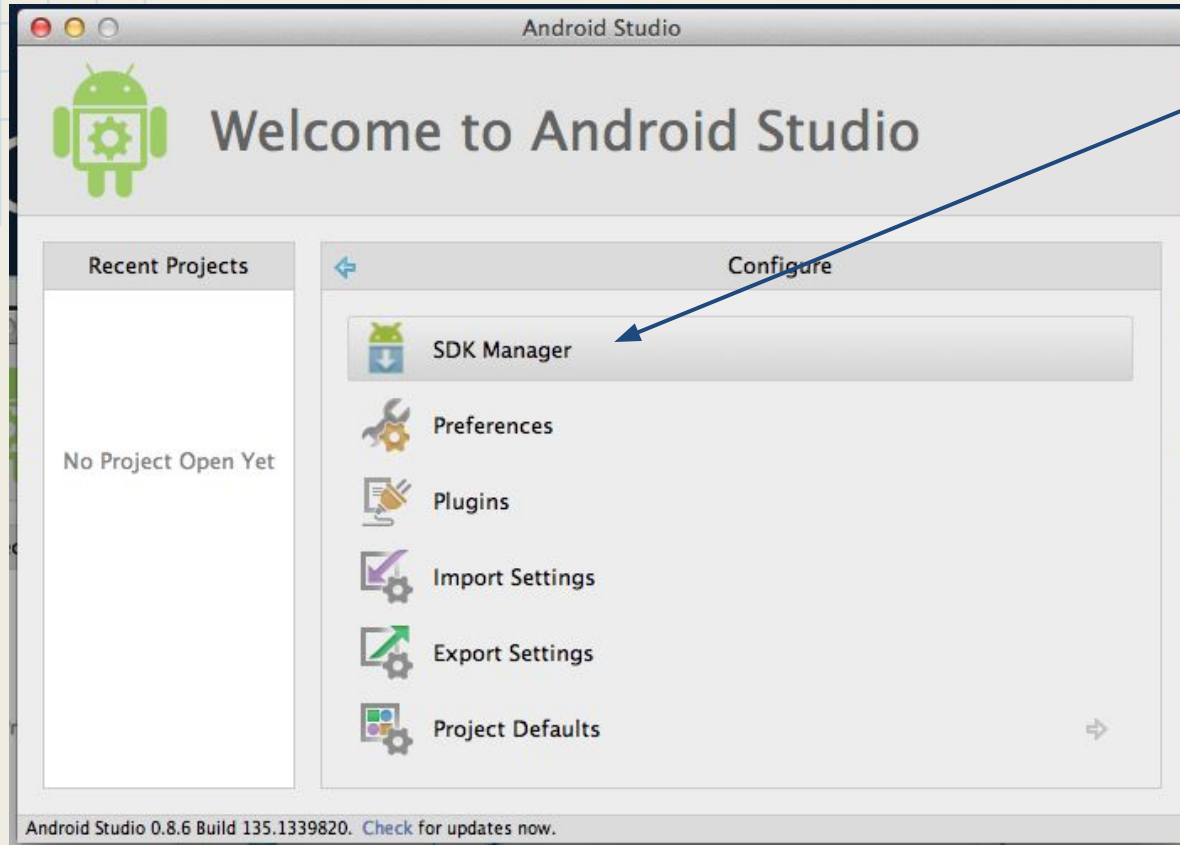 Android Studio
Welcome to Android Studio
Recent Projects
Configure
No Project Open Yet
SDK Manager
Preferences
Plugins
Import Settings
Export Settings
Project Defaults
Android Studio 0.8.6 Build 135.1339820. Check for updates now.